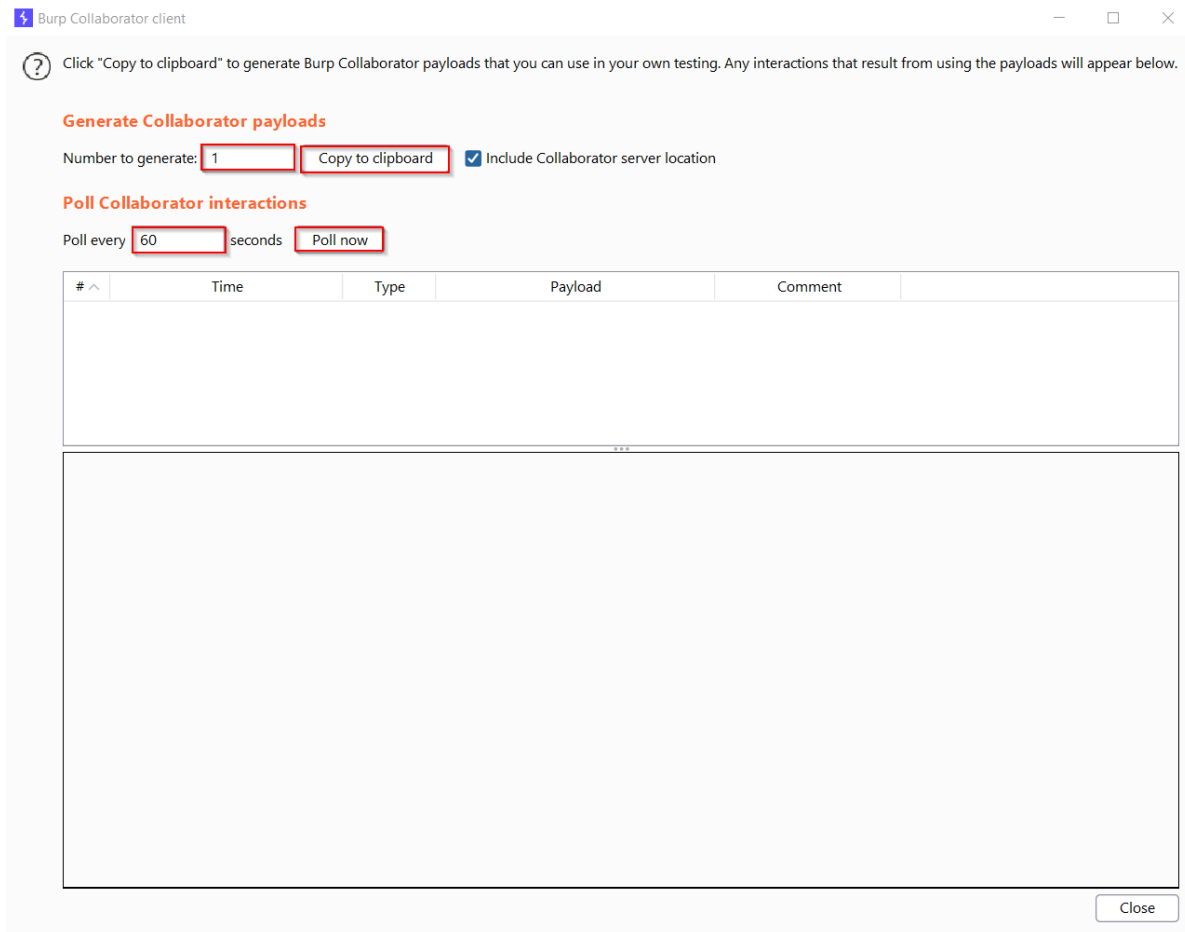 Burp Collaborator client
Click "Copy to clipboard" to generate Burp Collaborator payloads that you can use in your own testing. Any interactions that result from using the payloads will appear below.
Generate Collaborator payloads
Number to generate: 1 Copy to clipboard Include Collaborator server location
Poll Collaborator interactions
Poll every 60 seconds Poll now
# Time Type Payload Comment
Close